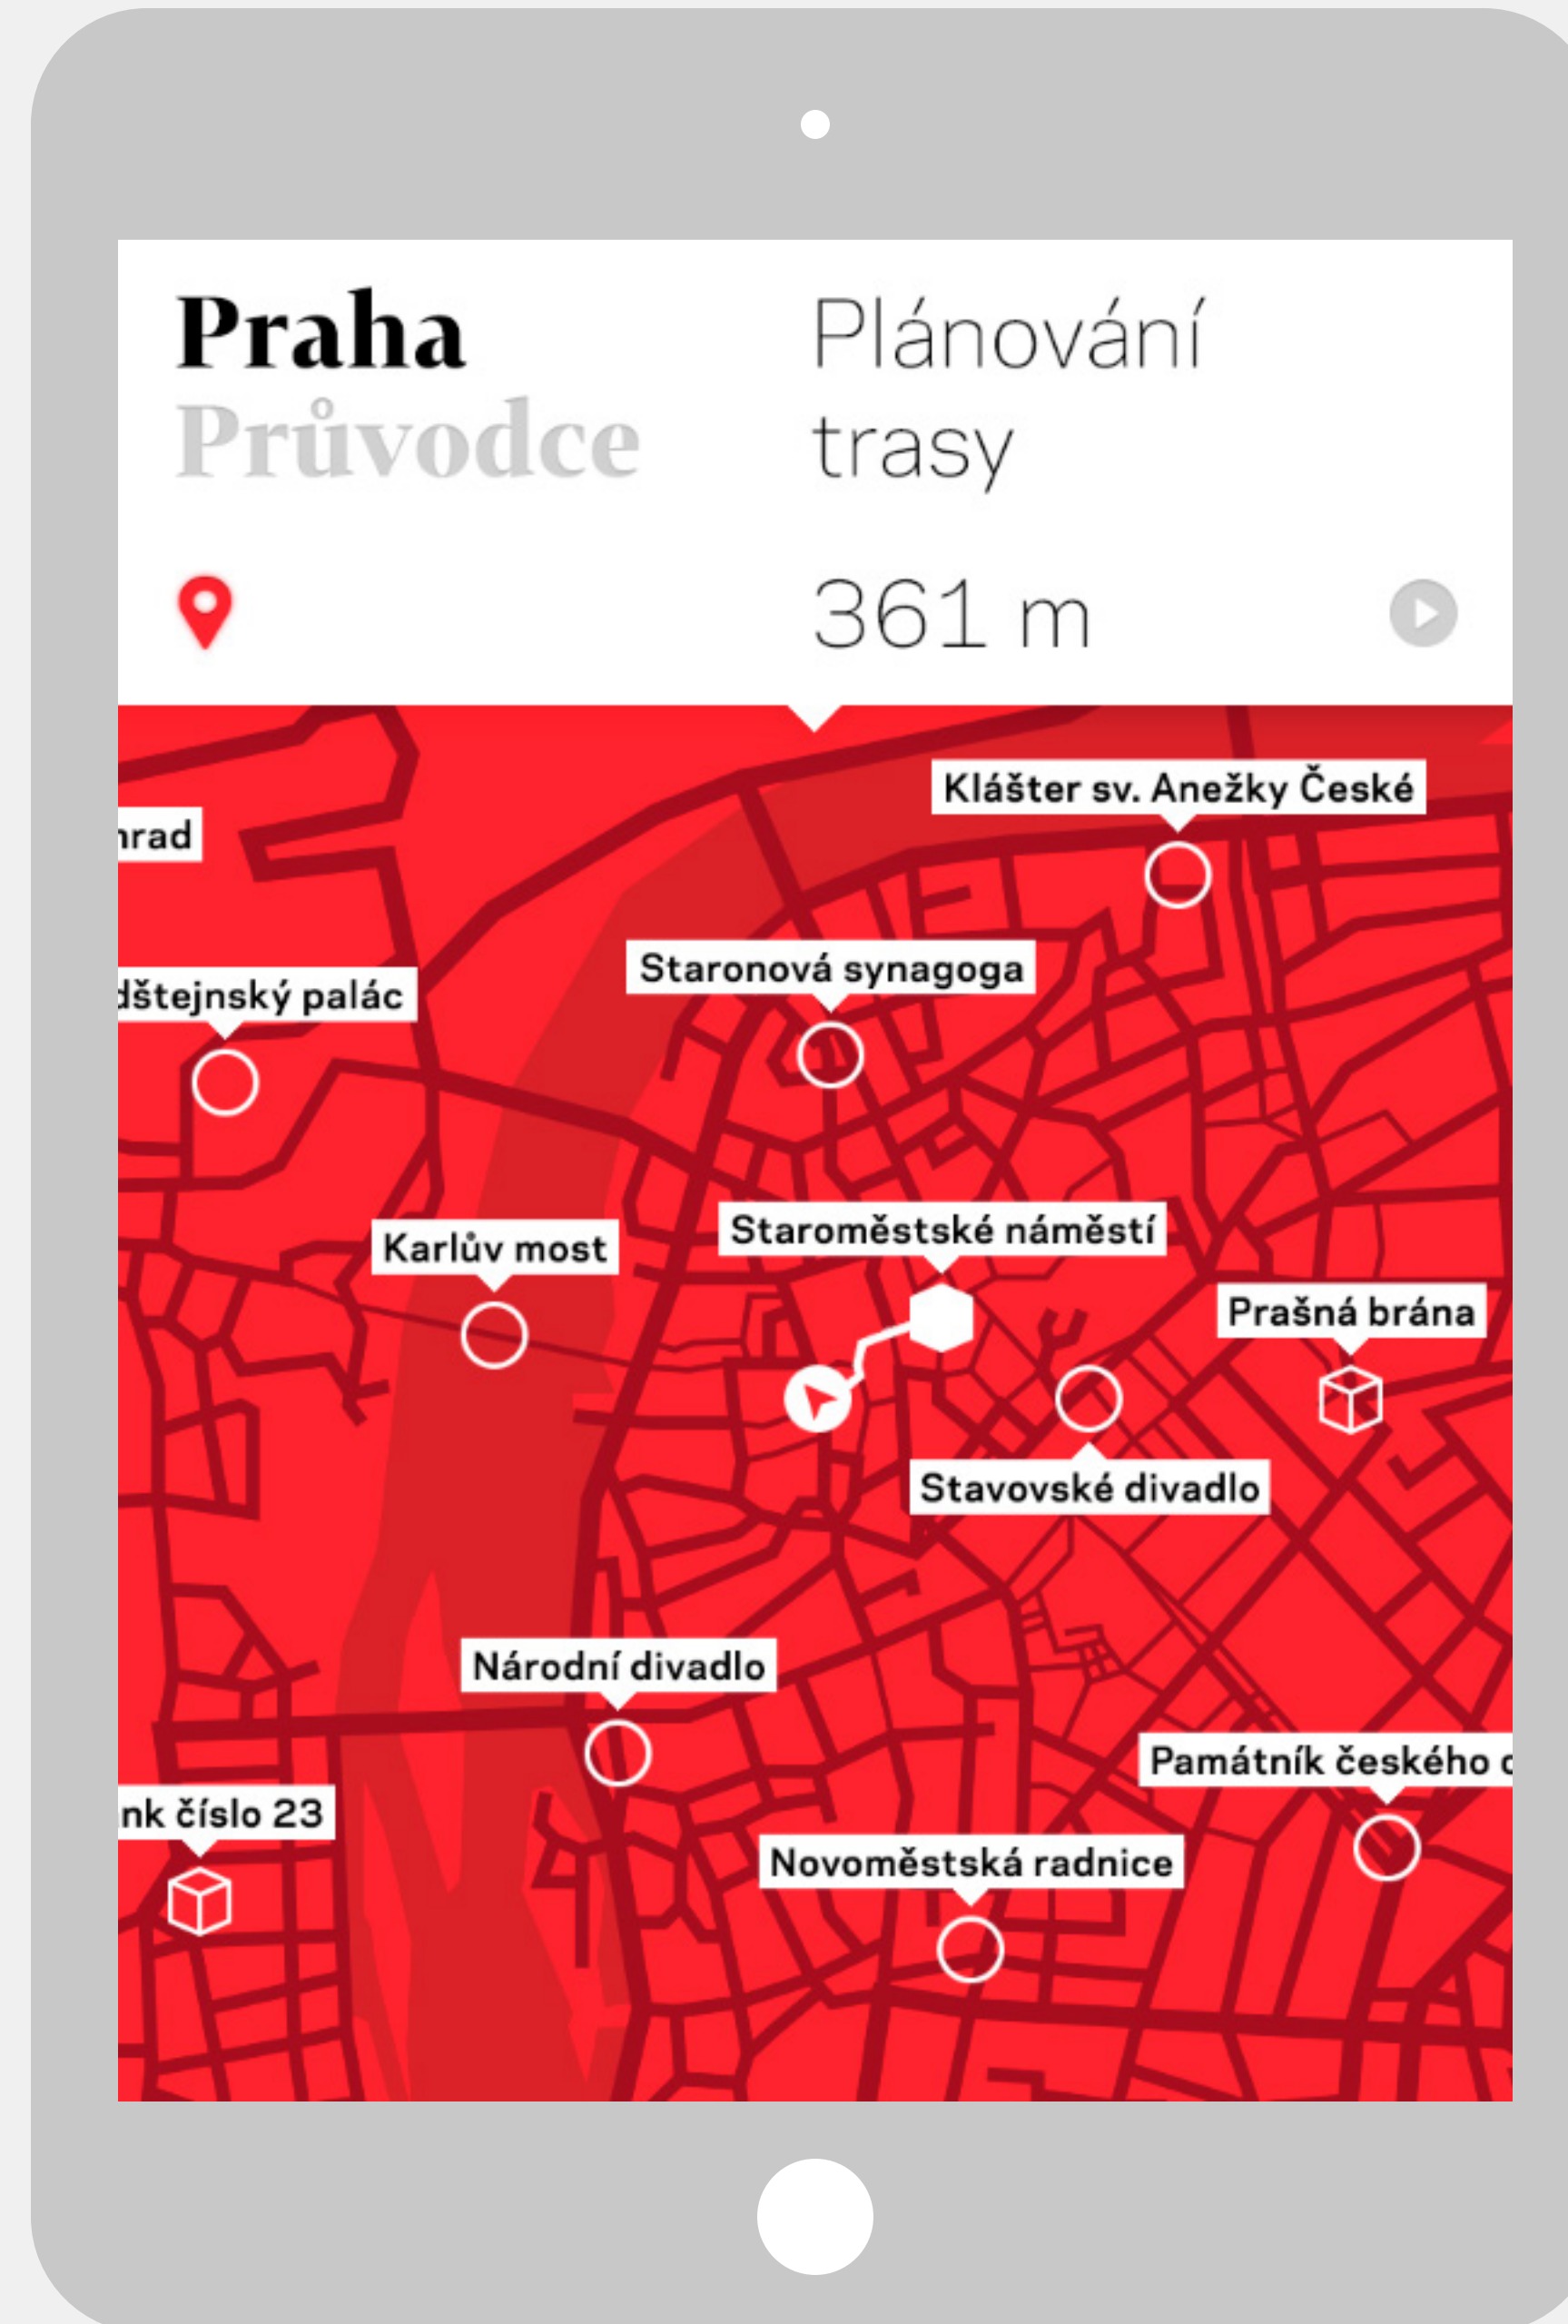 Praha
Průvodce
Plánování
trasy
361 m
Klášter sv. Anežky České
hrad
Staronová synagoga
dštejnský palác
Staroměstské náměstí
Karlův most
Prašná brána
Stavovské divadlo
Národní divadlo
Památník českého
nk číslo 23
Novoměstská radnice